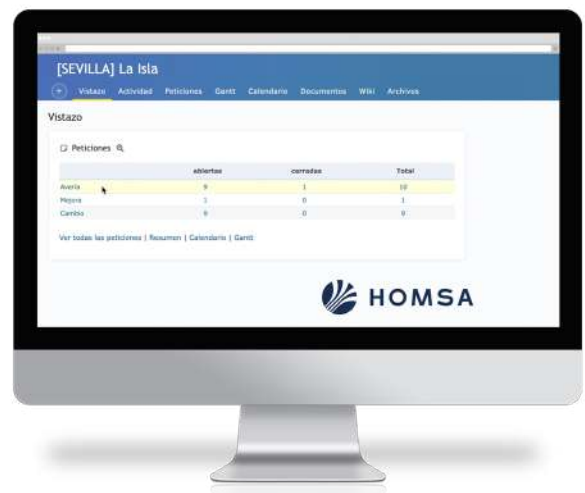 [SEVILLA] La Isla
+ Vistazo Actividad Peticiones Gantt Calendario Documentos Wiki Archivos
Vistazo
Peticiones
abiertas cerradas Total
Avería 9 1 10
Mejora 1 0 1
Cambio 0 0 0
Ver todas las peticiones | Resumen | Calendario | Gantt
HOMSA